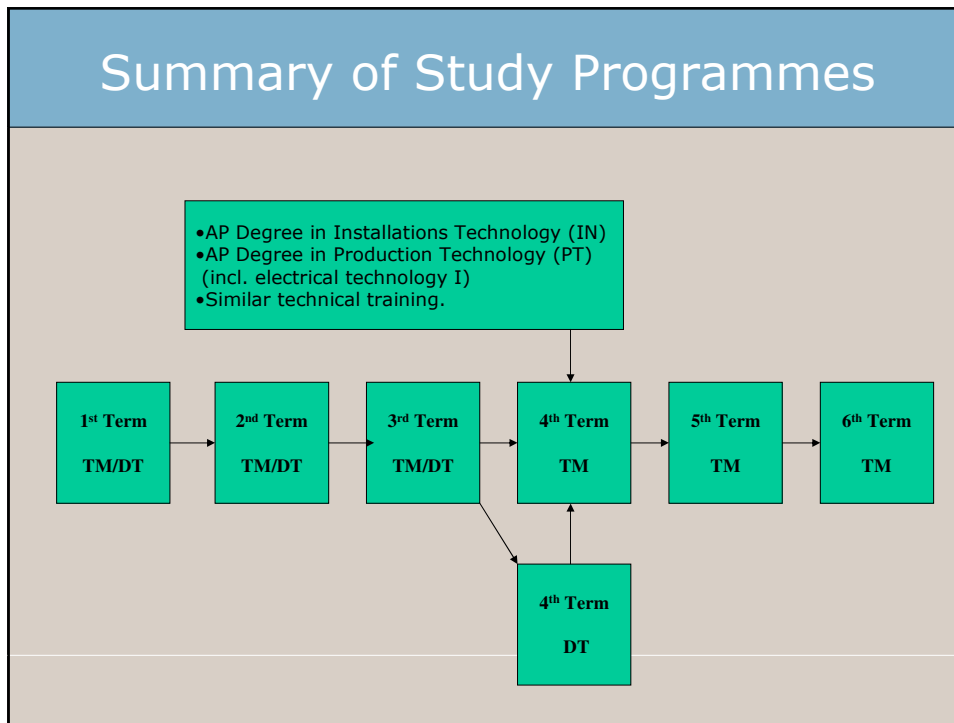 Summary of Study Programmes
•AP Degree in Installations Technology (IN)
•AP Degree in Production Technology (PT)
(incl. electrical technology I)
•Similar technical training.
1st Term
TM/DT
2nd Term
TM/DT
3rd Term
TM/DT
4th Term
TM
5th Term
TM
6th Term
TM
4th Term
DT